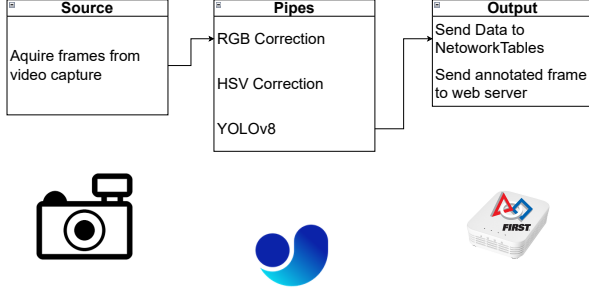 Source
Aquire frames from
video capture
Pipes
RGB Correction
HSV Correction
YOLOv8
Output
Send Data to
NetoworkTables
Send annotated frame
to web server
FIRST